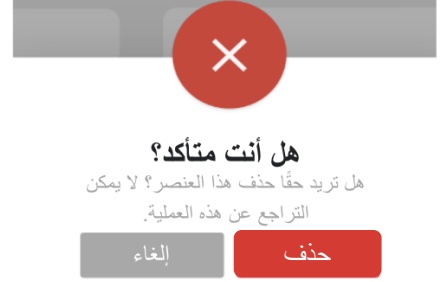 هل أنت متأكد؟
هل تريد حقًا حذف هذا العنصر؟ لا يمكن
التراجع عن هذه العملية.
حذف
إلغاء